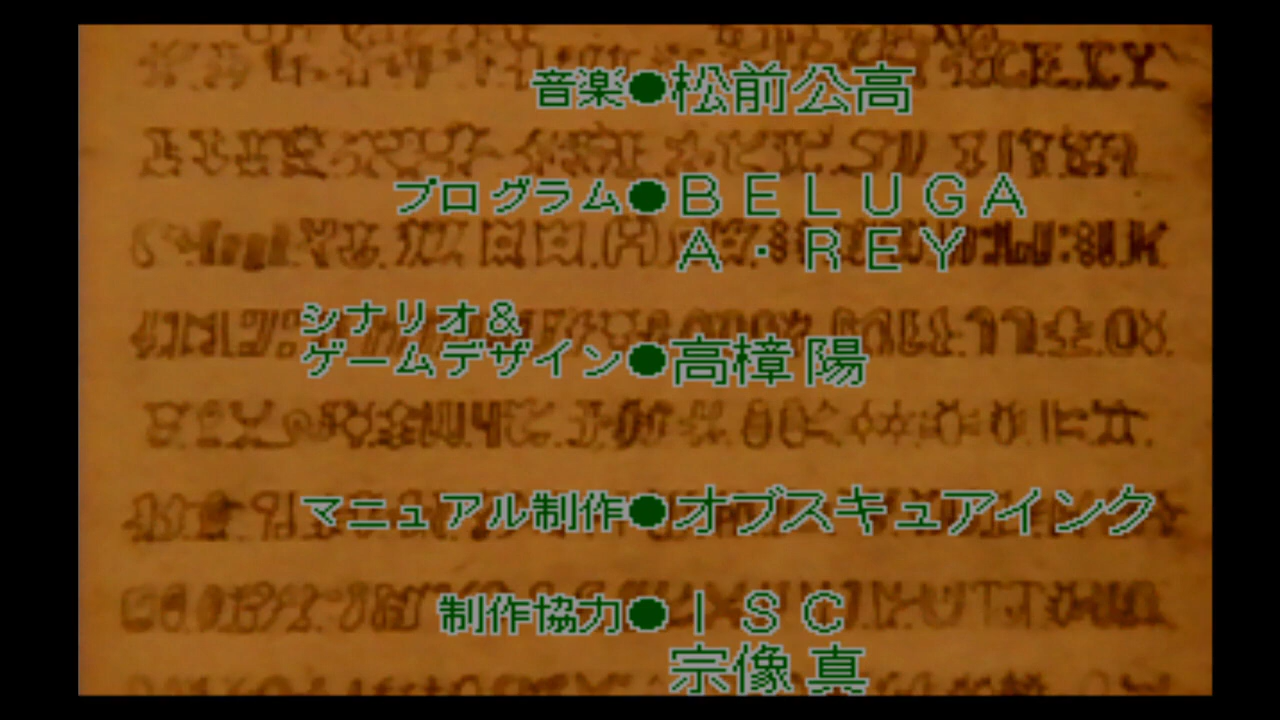 音楽●松前公高
プログラム●ＢＥＬＵＧＡ
Ａ・ＲＥＹ
シナリオ＆
ゲームデザイン●高樟 陽
マニュアル制作●オブスキュアインク
制作協力●ＩＳＣ
宗像 真